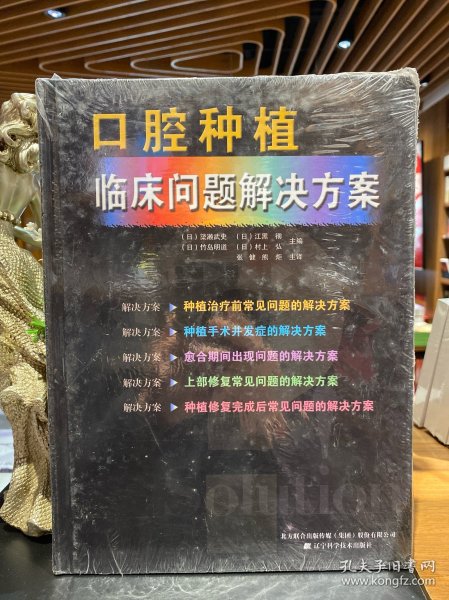 口腔种植
临床问题解决方案
（日）渡濑武史 （日）江黑 彻
（日）竹岛明道 （日）村上 弘 主编
张 健 熊 炬 主译
解决方案 ▶ 种植治疗前常见问题的解决方案
解决方案 ▶ 种植手术并发症的解决方案
解决方案 ▶ 愈合期间出现问题的解决方案
解决方案 ▶ 上部修复常见问题的解决方案
解决方案 ▶ 种植修复完成后常见问题的解决方案
olution
北方联合出版传媒（集团）股份有限公司
辽宁科学技术出版社
孔夫子旧书网
www.kongfz.com